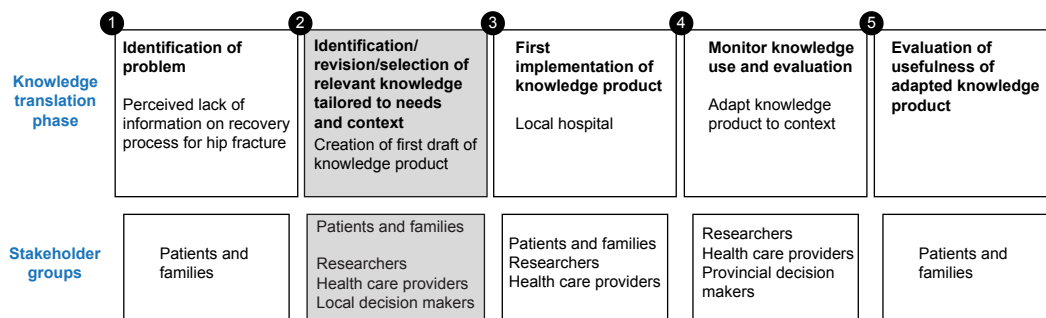 1
2
3
4
5
Knowledge
translation
phase
Identification of
problem
Perceived lack of
information on recovery
process for hip fracture
Identification/
revision/selection of
relevant knowledge
tailored to needs
and context
Creation of first draft of
knowledge product
First
implementation of
knowledge product
Local hospital
Monitor knowledge
use and evaluation
Adapt knowledge
product to context
Evaluation of
usefulness of
adapted knowledge
product
Stakeholder
groups
Patients and
families
Patients and families
Researchers
Health care providers
Local decision makers
Patients and families
Researchers
Health care providers
Researchers
Health care providers
Provincial decision
makers
Patients and
families